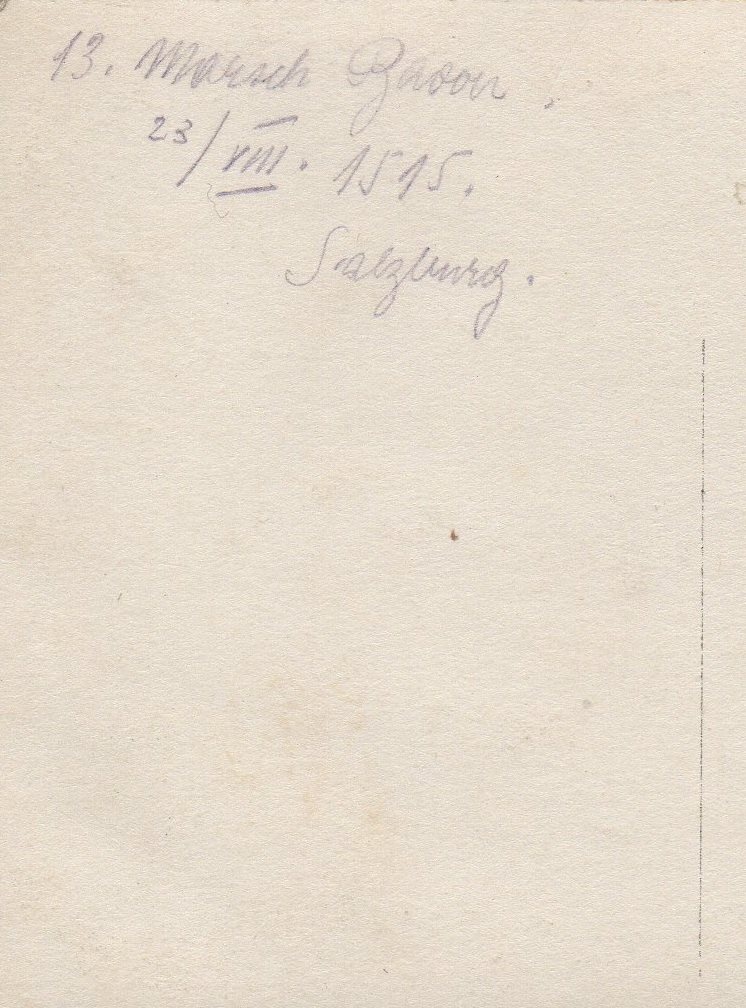 13. Marsch Baon ,
23/VIII. 1515.
Salzburg.